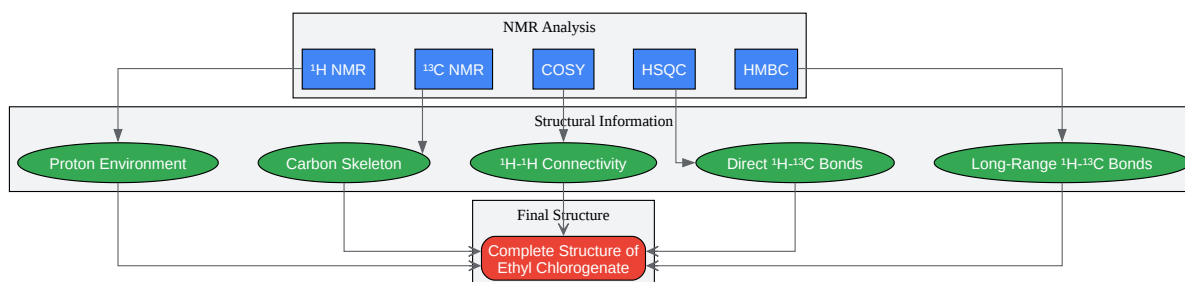 NMR Analysis
¹H NMR
¹³C NMR
COSY
HSQC
HMBC
Structural Information
Proton Environment
Carbon Skeleton
¹H-¹H Connectivity
Direct ¹H-¹³C Bonds
Long-Range ¹H-¹³C Bonds
Final Structure
Complete Structure of
Ethyl Chlorogenate